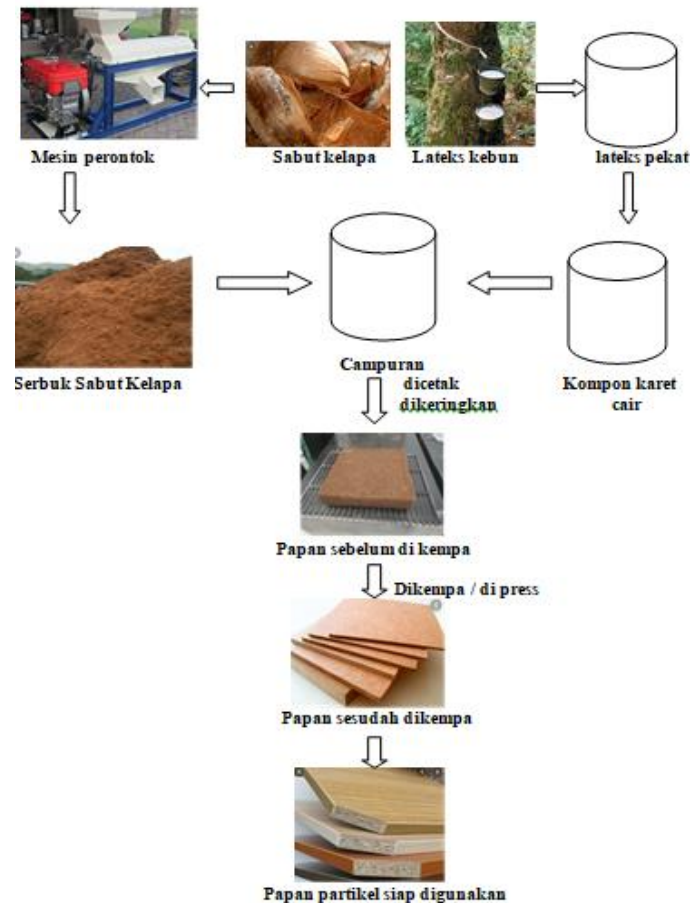 Mesin perontok
Sabut kelapa
Lateks kebun
lateks pekat
Serbuk Sabut Kelapa
Campuran
Kompon karet
cair
dicetak
dikeringkan
Papan sebelum di kempa
Dikempa / di press
Papan sesudah dikempa
Papan partikel siap digunakan